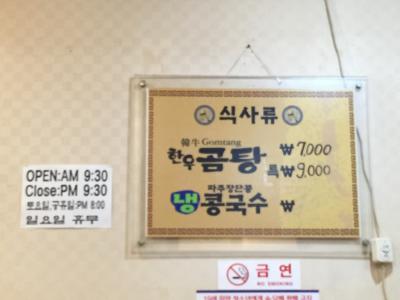 OPEN:AM 9:30
Close:PM 9:30
토요일,공휴일:PM 8:00
일요일 휴무
식사류
韓牛 Gomtang
한우곰탕 ₩7,000
특₩9,000
파주장단콩
냉콩국수 ₩
금연
NO SMOKING